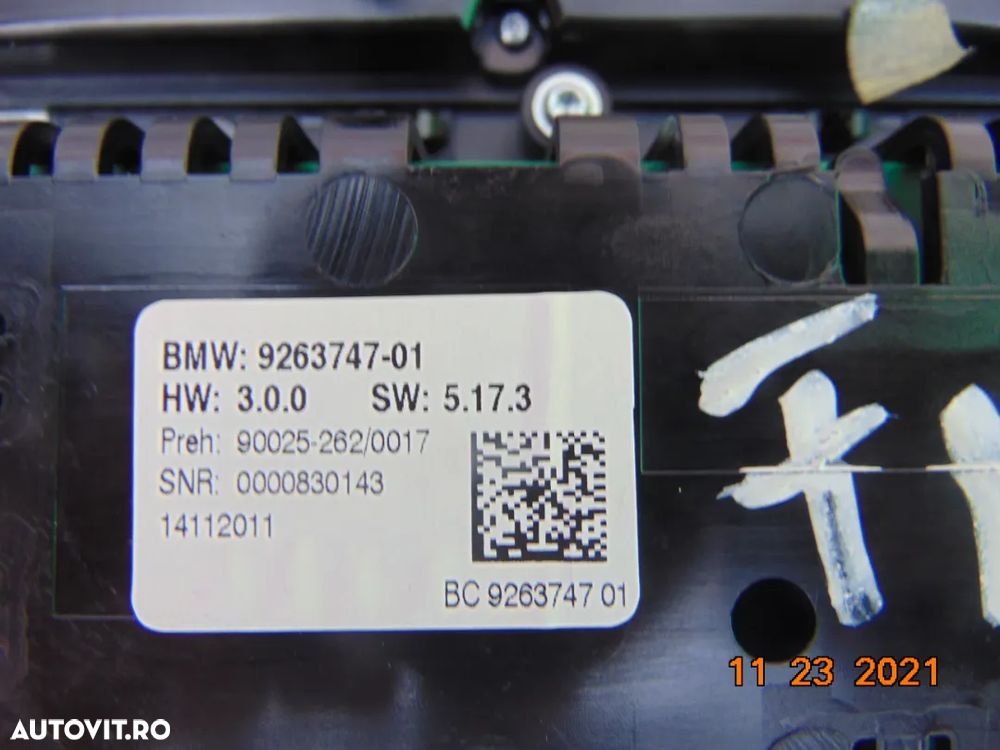 BMW: 9263747-01
HW: 3.0.0 SW: 5.17.3
Preh: 90025-262/0017
SNR: 0000830143
14112011
BC 9263747 01
11 23 2021
AUTOVIT.RO